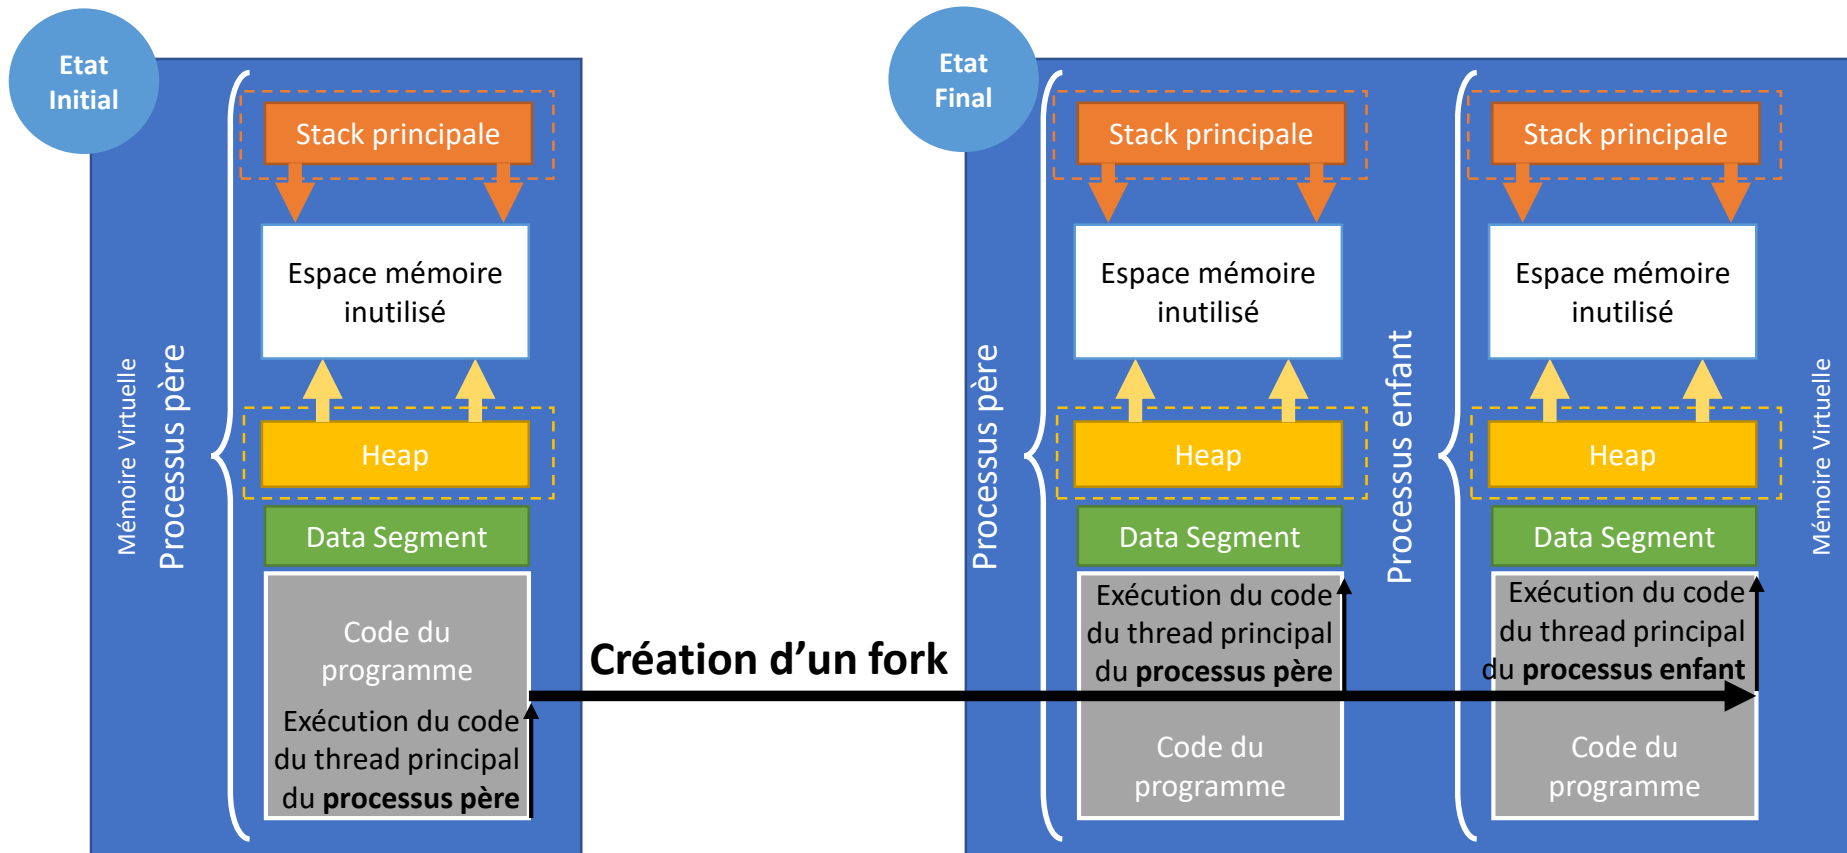 Etat
Initial
Mémoire Virtuelle
Processus père
Stack principale
Espace mémoire
inutilisé
Heap
Data Segment
Code du
programme
Exécution du code
du thread principal
du processus père
Création d’un fork
Etat
Final
Processus père
Stack principale
Espace mémoire
inutilisé
Heap
Data Segment
Exécution du code
du thread principal
du processus père
Code du
programme
Processus enfant
Stack principale
Espace mémoire
inutilisé
Heap
Data Segment
Exécution du code
du thread principal
du processus enfant
Code du
programme
Mémoire Virtuelle